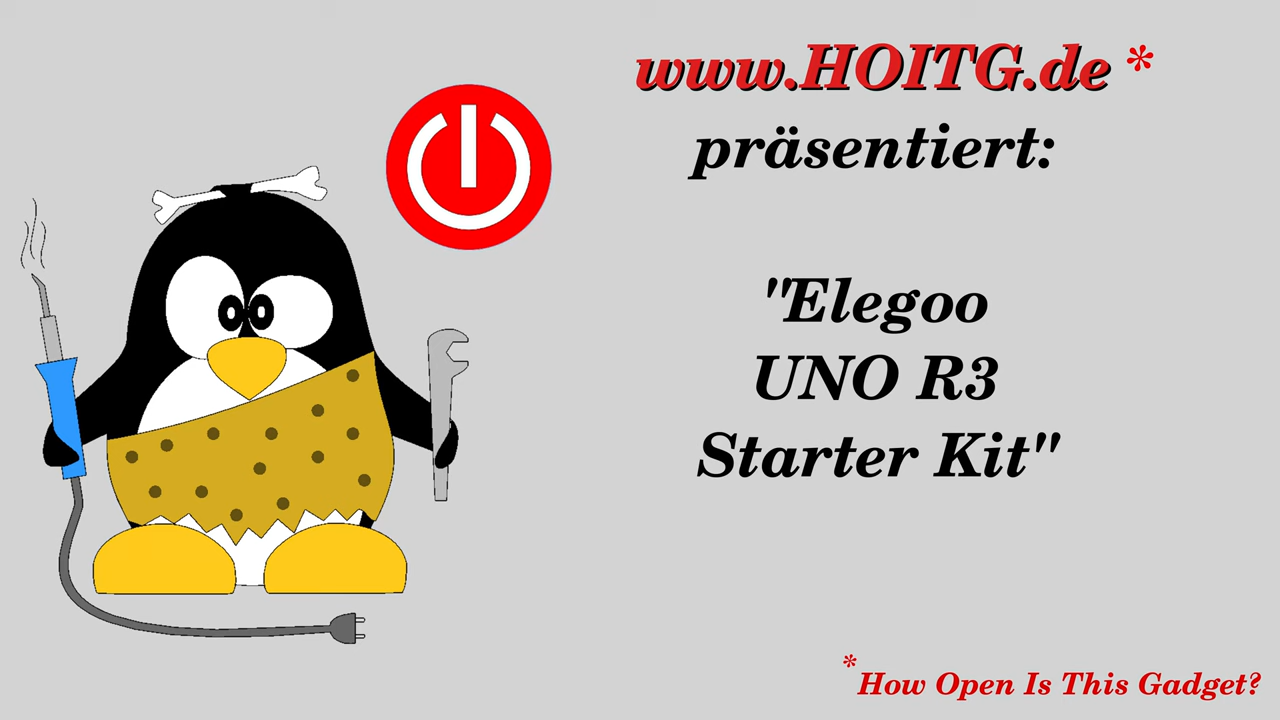 www.HOITG.de *
präsentiert:
"Elegoo
UNO R3
Starter Kit"
*How Open Is This Gadget?